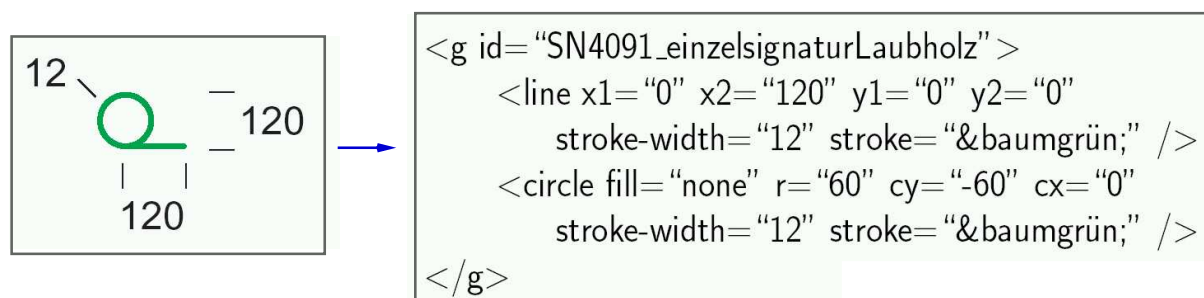 12
120
120
<g id=“SN4091_einzelsignaturLaubholz”>
<line x1=“0” x2=“120” y1=“0” y2=“0”
stroke-width=“12” stroke=“&baumgrün;” />
<circle fill=“none” r=“60” cy=“-60” cx=“0”
stroke-width=“12” stroke=“&baumgrün;” />
</g>